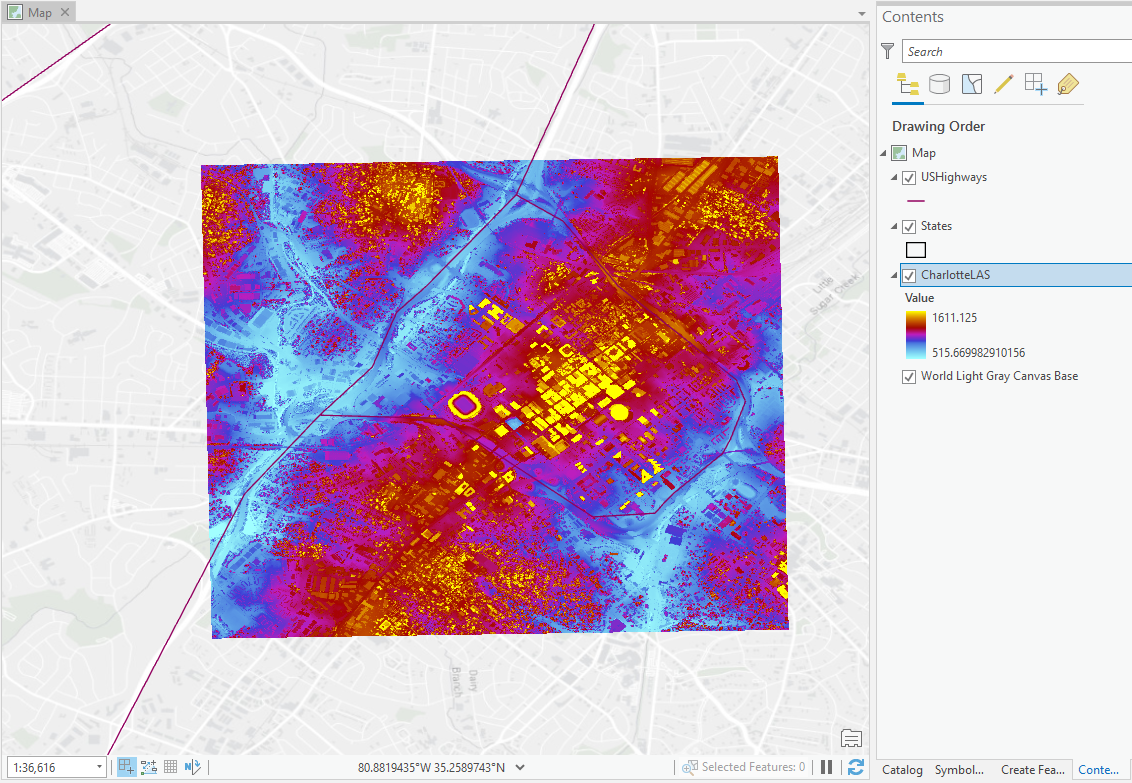 Map
Little
Sugar Creek
Dairy
Branch
1:36,616
80.8819435°W 35.2589743°N
Selected Features: 0
Contents
Search
Drawing Order
Map
USHighways
States
CharlotteLAS
Value
1611.125
515.669982910156
World Light Gray Canvas Base
Catalog Symbol... Create Fea... Conte...